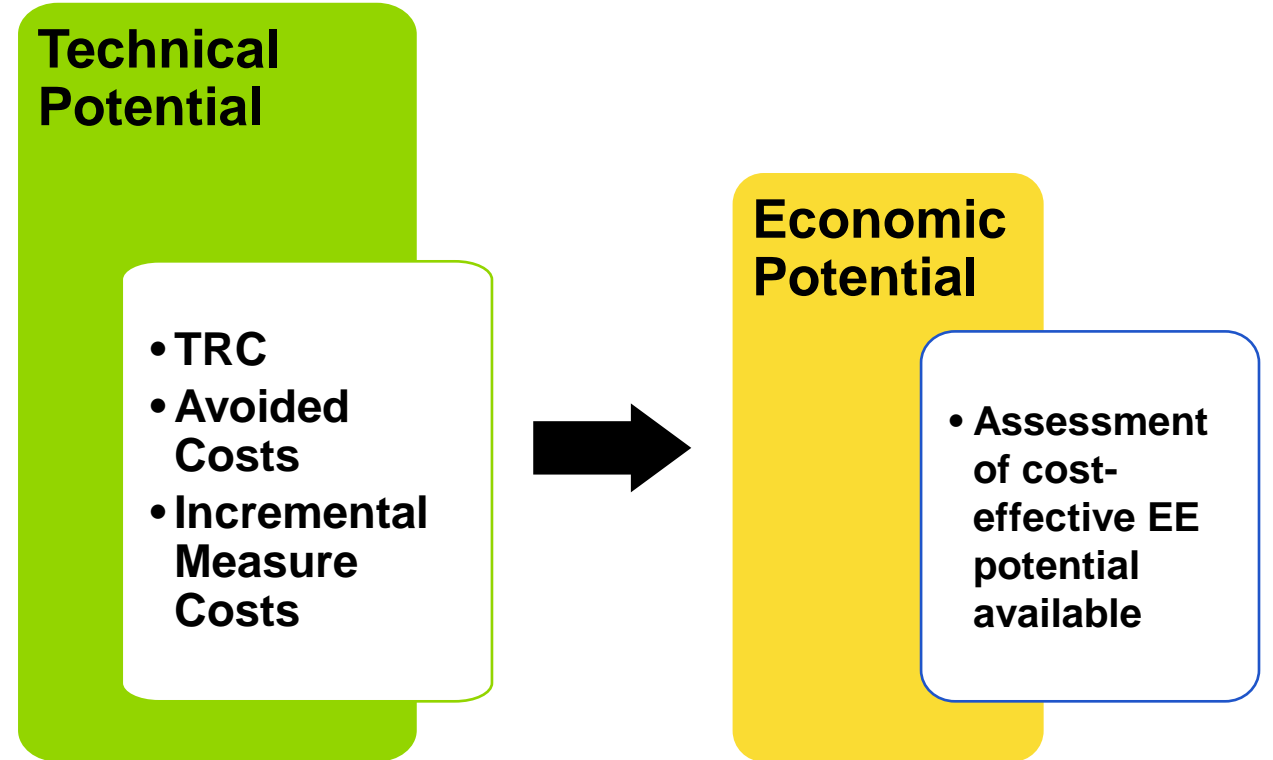 Technical
Potential
• TRC
• Avoided
Costs
• Incremental
Measure
Costs
Economic
Potential
• Assessment
of cost-
effective EE
potential
available